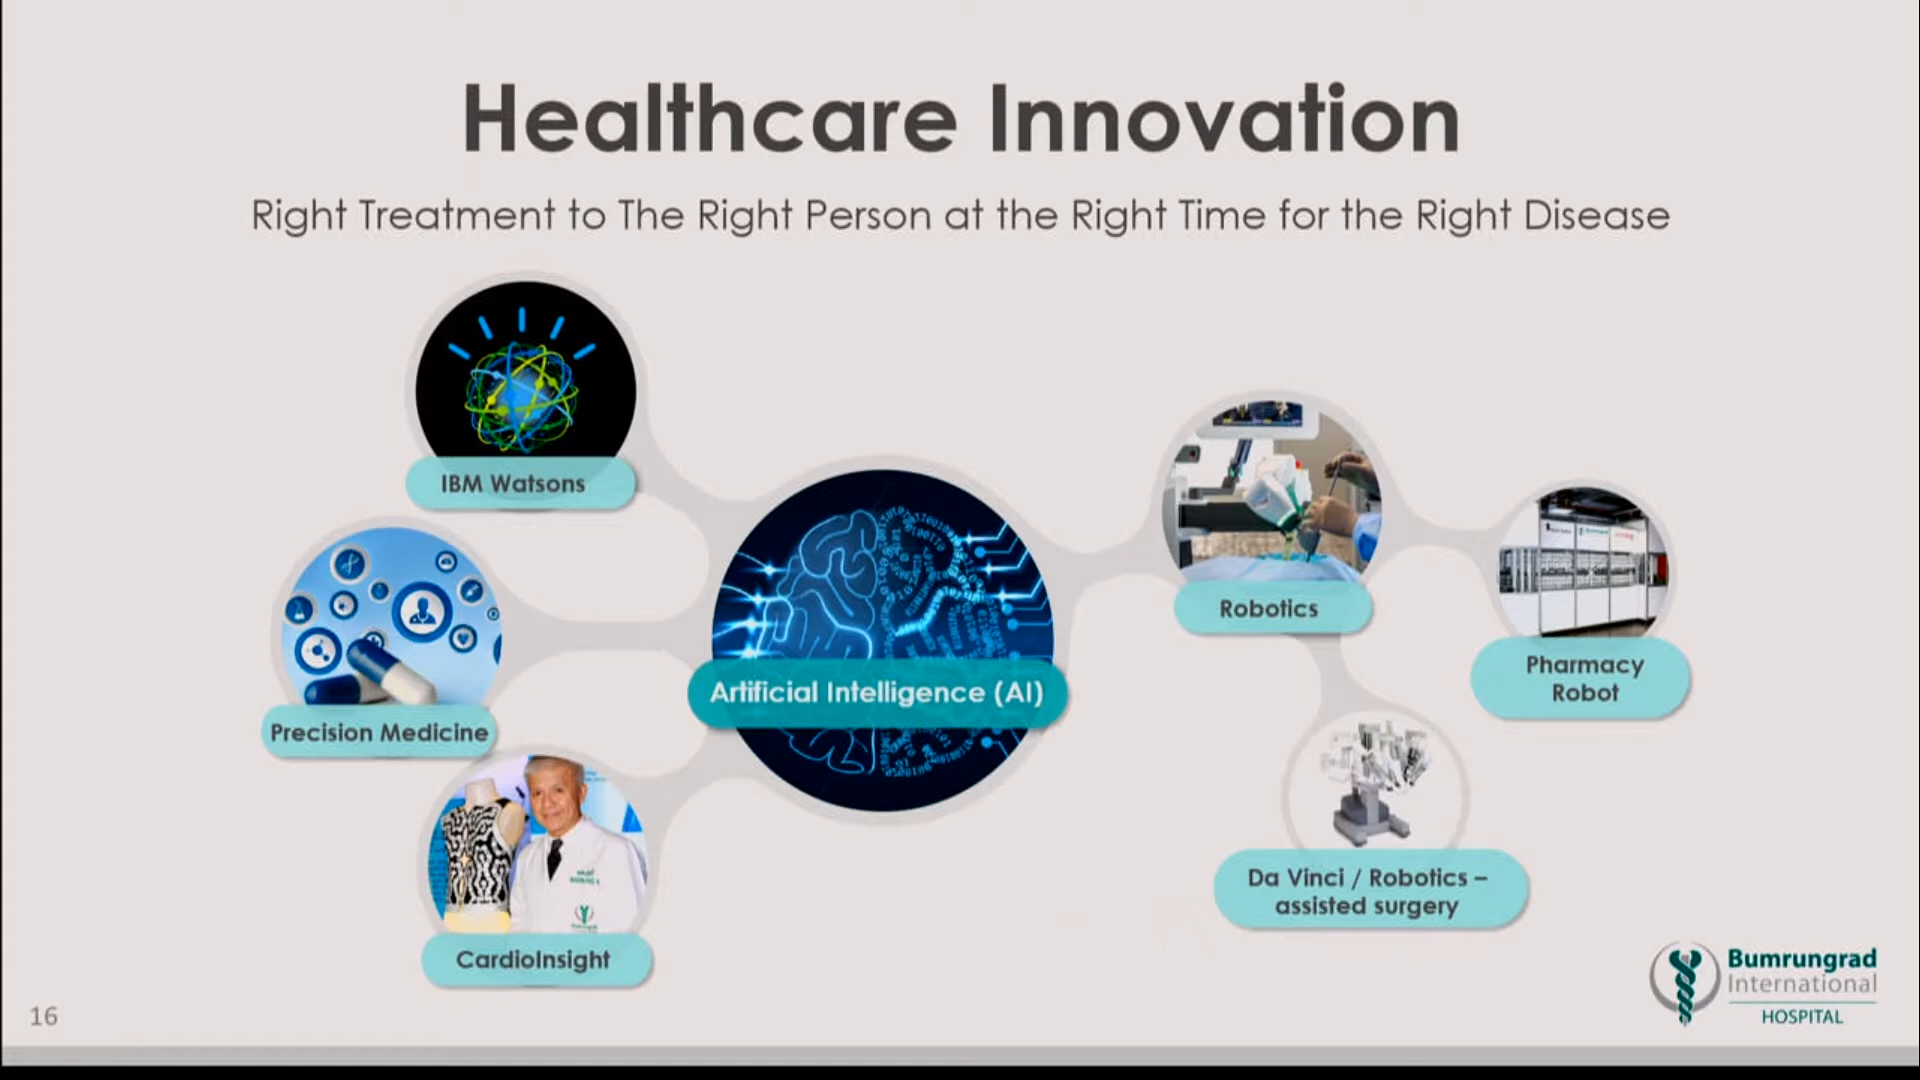 Healthcare Innovation
Right Treatment to The Right Person at the Right Time for the Right Disease
IBM Watsons
Precision Medicine
CardioInsight
Artificial Intelligence (AI)
Robotics
Pharmacy
Robot
Da Vinci / Robotics –
assisted surgery
16
Bumrungrad
International
HOSPITAL